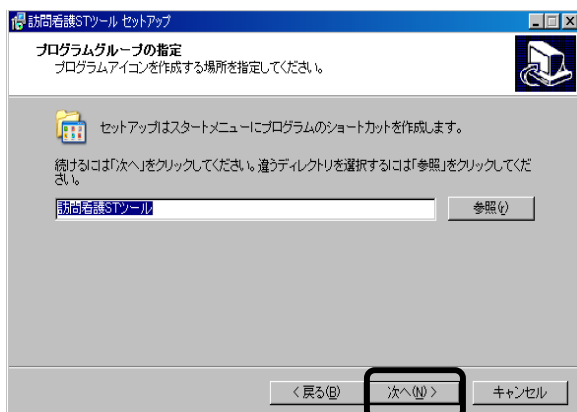 訪問看護STツール セットアップ
プログラムグループの指定
プログラムアイコンを作成する場所を指定してください。
セットアップはスタートメニューにプログラムのショートカットを作成します。
続けるには「次へ」をクリックしてください。違うディレクトリを選択するには「参照」をクリックしてくだ
さい。
訪問看護STツール
参照(r)
< 戻る(B)
次へ(N) >
キャンセル